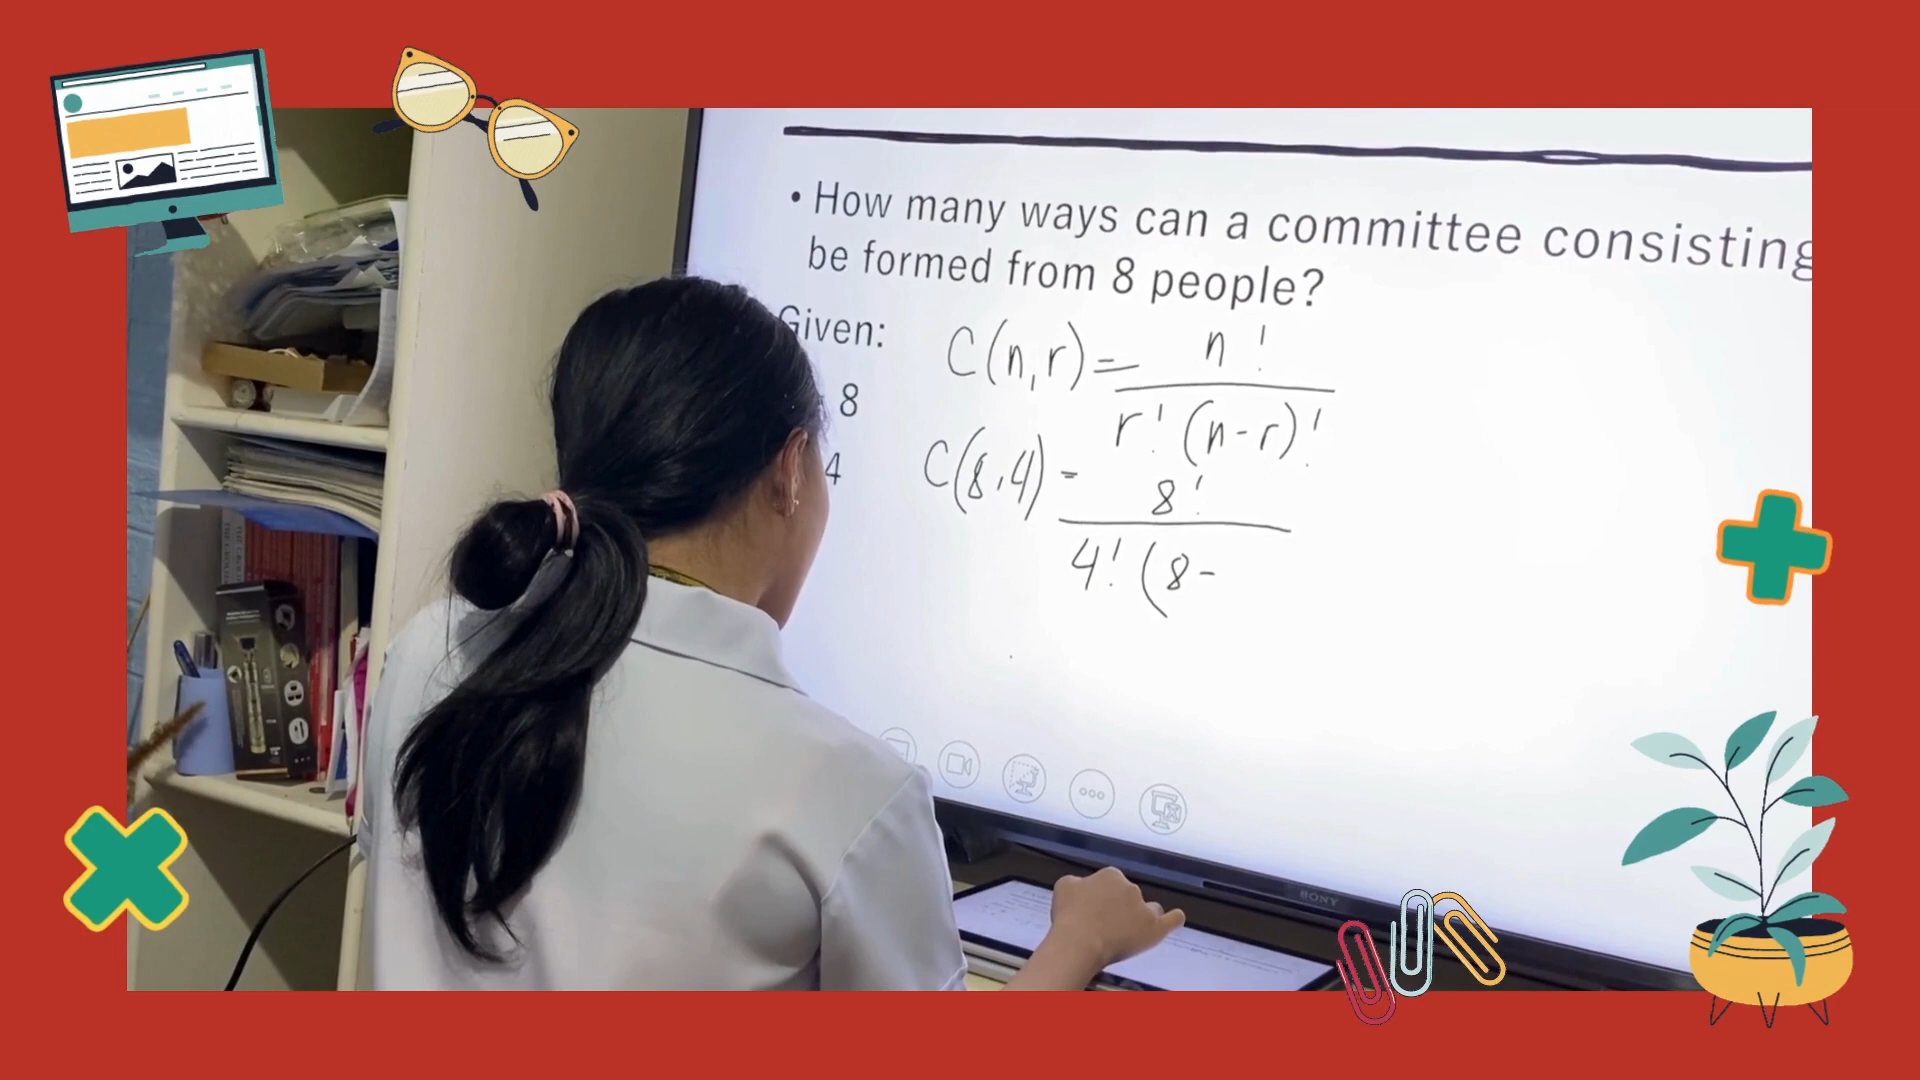 • How many ways can a committee consisting
be formed from 8 people?
Given:
8
4
C(n,r) = n! / r!(n-r)!
C(8,4) = 8! / 4!(8-
SONY